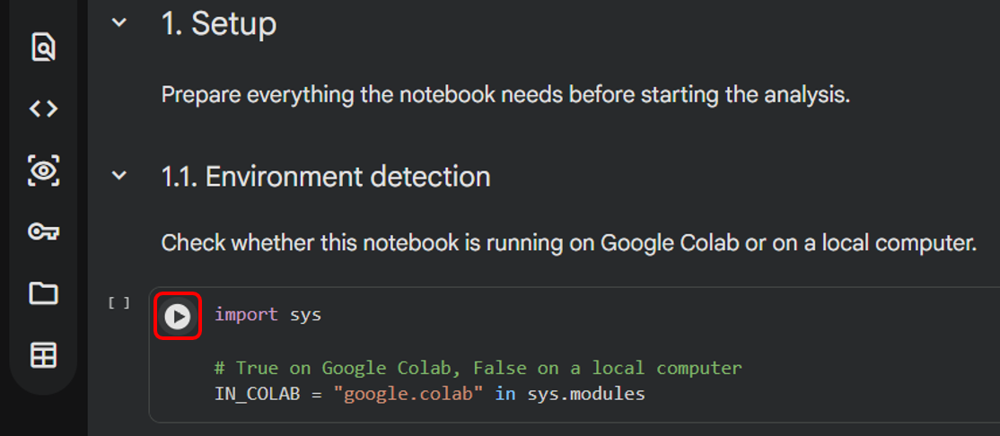 1. Setup
Prepare everything the notebook needs before starting the analysis.
1.1. Environment detection
Check whether this notebook is running on Google Colab or on a local computer.
[ ]
import sys
# True on Google Colab, False on a local computer
IN_COLAB = "google.colab" in sys.modules